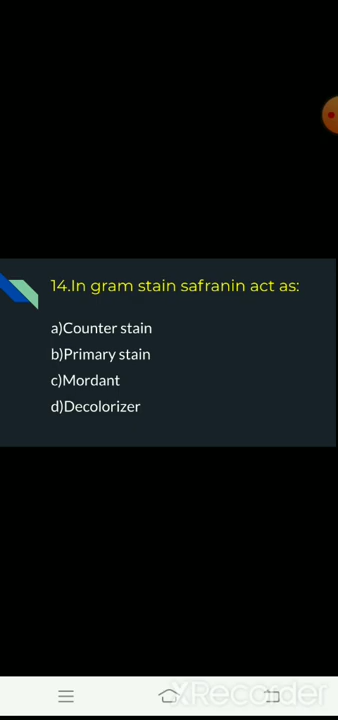 14.In gram stain safranin act as:
a)Counter stain
b)Primary stain
c)Mordant
d)Decolorizer
XRecorder